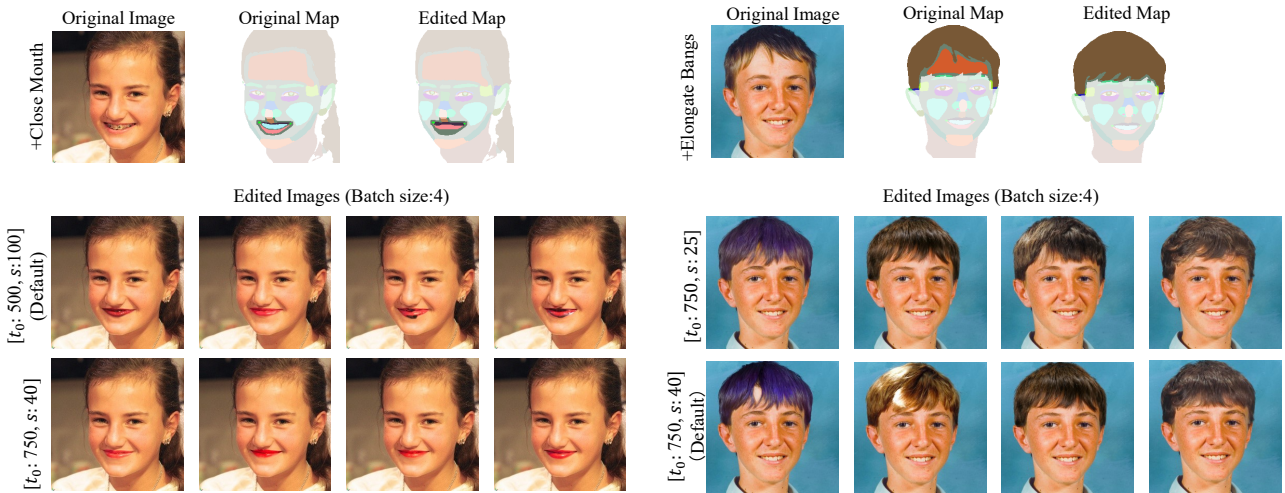 Original Image
Original Map
Edited Map
+Close Mouth
Edited Images (Batch size:4)
[t₀: 500, s:100]
(Default)
[t₀: 750, s: 40]
Original Image
Original Map
Edited Map
+Elongate Bangs
Edited Images (Batch size:4)
[t₀: 750, s: 25]
[t₀: 750, s: 40]
(Default)